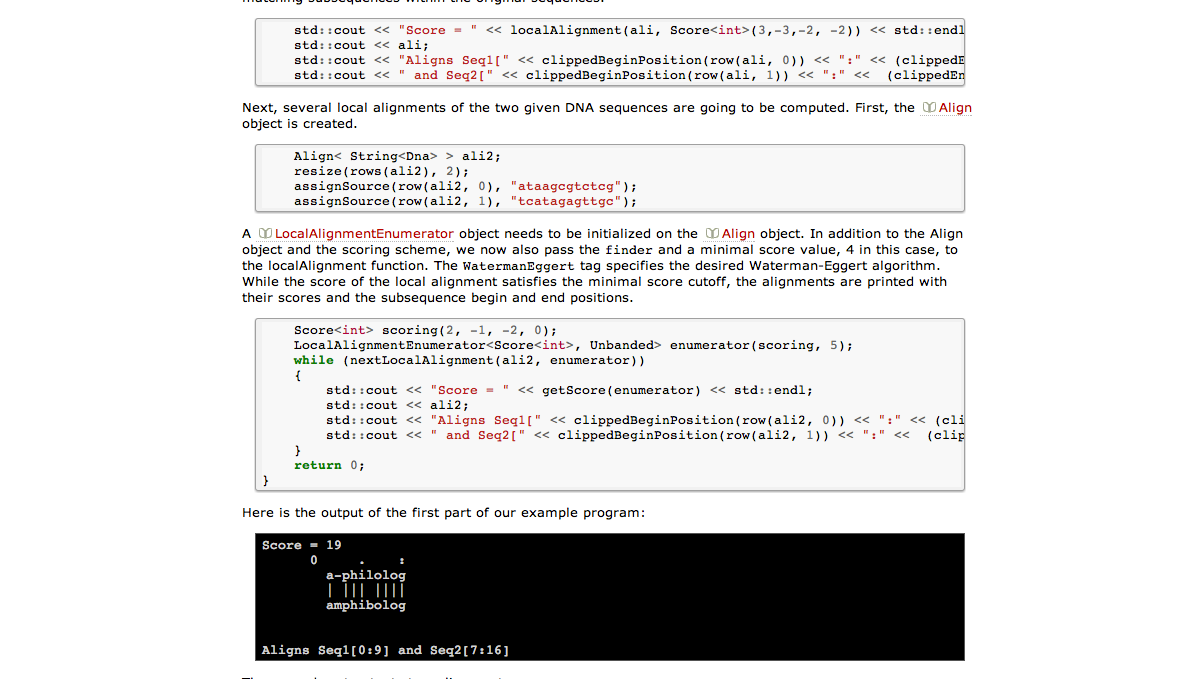 matching subsequences within the original sequences.
std::cout << "Score = " << localAlignment(ali, Score<int>(3,-3,-2, -2)) << std::endl
std::cout << ali;
std::cout << "Aligns Seq1[" << clippedBeginPosition(row(ali, 0)) << ":" << (clippedE
std::cout << " and Seq2[" << clippedBeginPosition(row(ali, 1)) << ":" <<  (clippedEn
Next, several local alignments of the two given DNA sequences are going to be computed. First, the Align
object is created.
Align< String<Dna> > ali2;
resize(rows(ali2), 2);
assignSource(row(ali2, 0), "ataagcgtctcg");
assignSource(row(ali2, 1), "tcatagagttgc");
A LocalAlignmentEnumerator object needs to be initialized on the Align object. In addition to the Align
object and the scoring scheme, we now also pass the finder and a minimal score value, 4 in this case, to
the localAlignment function. The WatermanEggert tag specifies the desired Waterman-Eggert algorithm.
While the score of the local alignment satisfies the minimal score cutoff, the alignments are printed with
their scores and the subsequence begin and end positions.
Score<int> scoring(2, -1, -2, 0);
LocalAlignmentEnumerator<Score<int>, Unbanded> enumerator(scoring, 5);
while (nextLocalAlignment(ali2, enumerator))
{
std::cout << "Score = " << getScore(enumerator) << std::endl;
std::cout << ali2;
std::cout << "Aligns Seq1[" << clippedBeginPosition(row(ali2, 0)) << ":" << (cli
std::cout << " and Seq2[" << clippedBeginPosition(row(ali2, 1)) << ":" <<  (clip
}
return 0;
}
Here is the output of the first part of our example program:
Score = 19
0     .    :
a-philolog
| ||| ||||
amphibolog
Aligns Seq1[0:9] and Seq2[7:16]